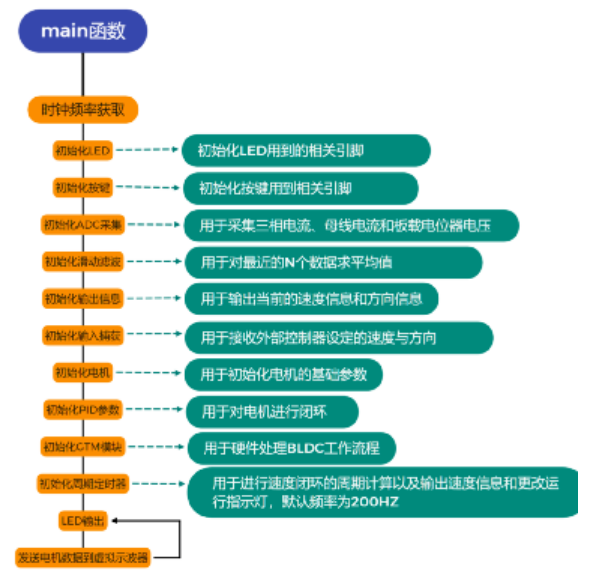 main函数
时钟频率获取
初始化LED
初始化LED用到的相关引脚
初始化按键
初始化按键用到相关引脚
初始化ADC采集
用于采集三相电流、母线电流和板载电位器电压
初始化滑动滤波
用于对最近的N个数据求平均值
初始化输出信息
用于输出当前的速度信息和方向信息
初始化输入捕获
用于接收外部控制器设定的速度与方向
初始化电机
用于初始化电机的基础参数
初始化PID参数
用于对电机进行闭环
初始化GTM模块
用于硬件处理BLDC工作流程
初始化周期定时器
用于进行速度闭环的周期计算以及输出速度信息和更改运
行指示灯，默认频率为200HZ
LED输出
发送电机数据到虚拟示波器